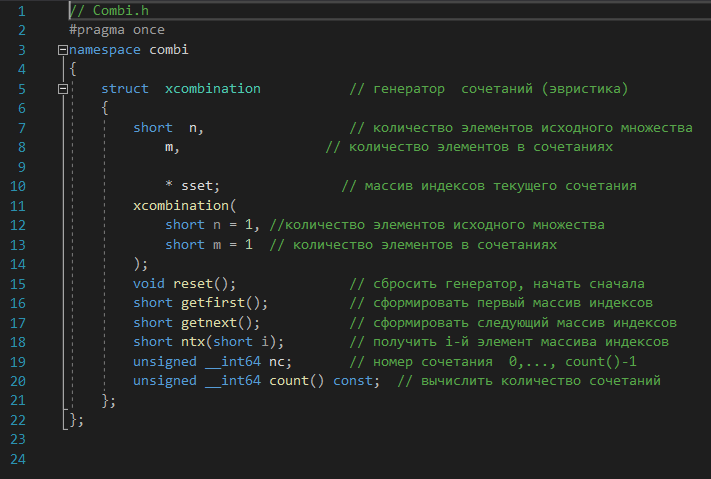 1 // Combi.h
2 #pragma once
3 namespace combi
4 {
5 struct  xcombination           // генератор  сочетаний (эвристика)
6 {
7 short  n,                  // количество элементов исходного множества
8 m,                  // количество элементов в сочетаниях
9
10 * sset;               // массив индексов текущего сочетания
11 xcombination(
12 short n = 1, //количество элементов исходного множества
13 short m = 1  // количество элементов в сочетаниях
14 );
15 void reset();              // сбросить генератор, начать сначала
16 short getfirst();          // сформировать первый массив индексов
17 short getnext();           // сформировать следующий массив индексов
18 short ntx(short i);        // получить i-й элемент массива индексов
19 unsigned __int64 nc;       // номер сочетания  0,..., count()-1
20 unsigned __int64 count() const;  // вычислить количество сочетаний
21 };
22 };
23
24